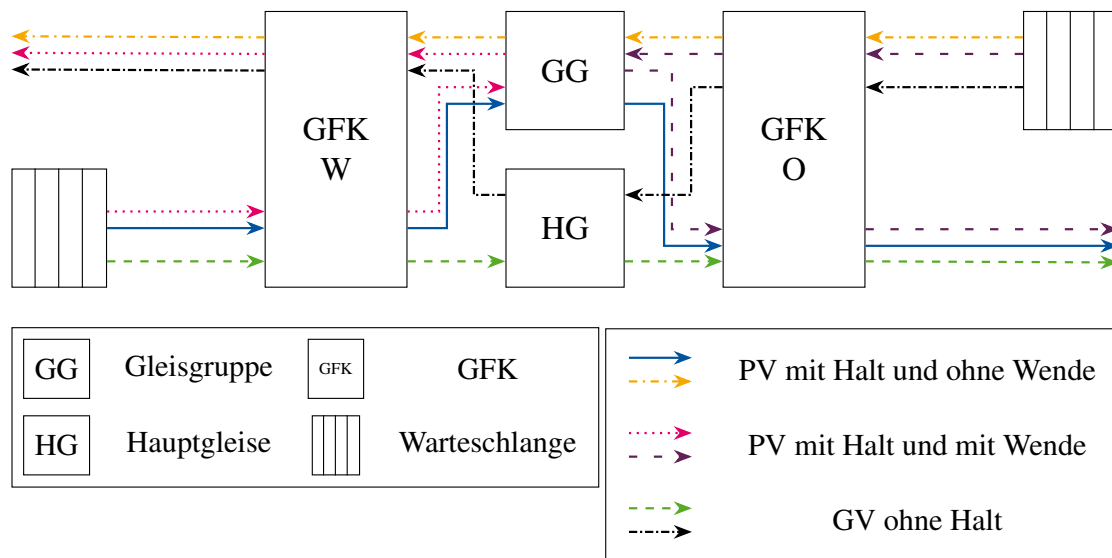 GFK
W
GG
HG
GFK
O
GG Gleisgruppe GFK GFK
HG Hauptgleise Warteschlange
PV mit Halt und ohne Wende
PV mit Halt und mit Wende
GV ohne Halt